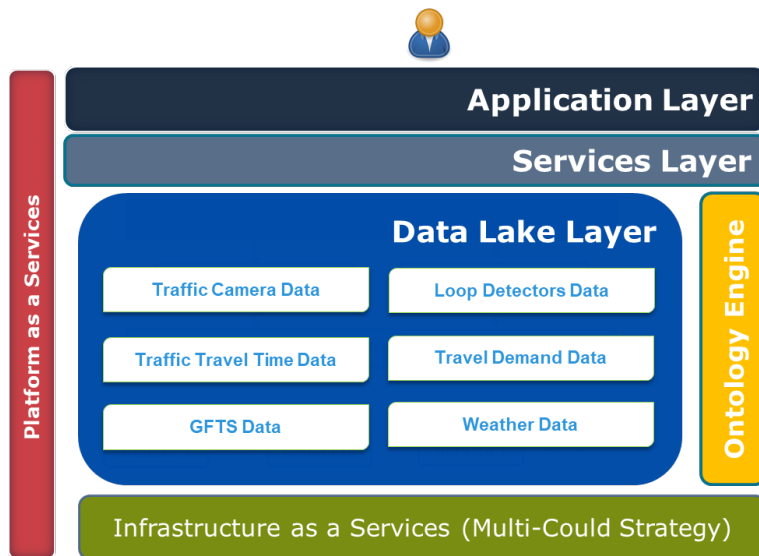 Application Layer
Services Layer
Platform as a Services
Data Lake Layer
Traffic Camera Data
Loop Detectors Data
Traffic Travel Time Data
Travel Demand Data
GFTS Data
Weather Data
Ontology Engine
Infrastructure as a Services (Multi-Could Strategy)